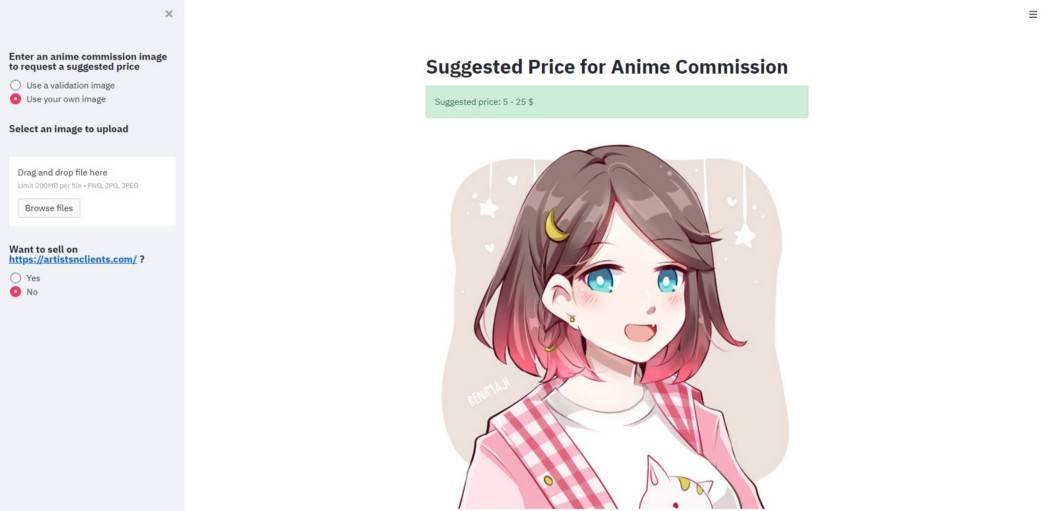 Enter an anime commission image
to request a suggested price
Use a validation image
Use your own image
Select an image to upload
Drag and drop file here
Limit 200MB per file • PNG, JPG, JPEG
Browse files
Want to sell on
https://artistsnclients.com/ ?
Yes
No
Suggested Price for Anime Commission
Suggested price: 5 - 25 $
RENIMAJI